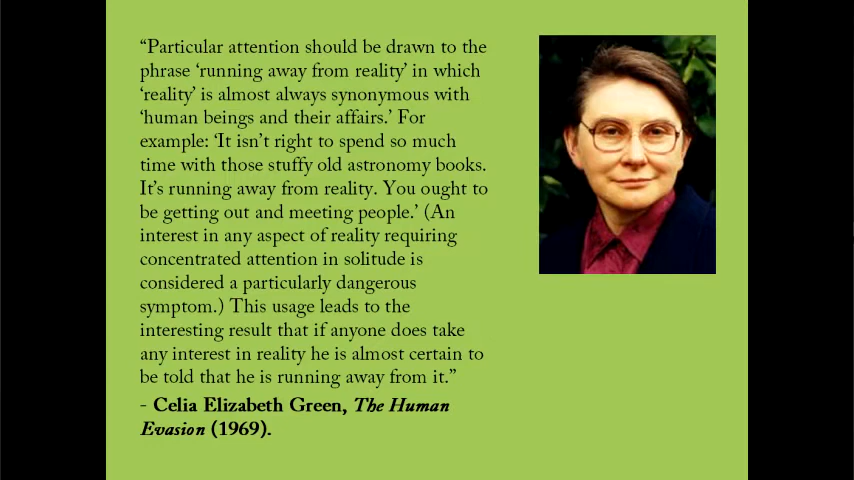 “Particular attention should be drawn to the
phrase ‘running away from reality’ in which
‘reality’ is almost always synonymous with
‘human beings and their affairs.’ For
example: ‘It isn’t right to spend so much
time with those stuffy old astronomy books.
It’s running away from reality. You ought to
be getting out and meeting people.’ (An
interest in any aspect of reality requiring
concentrated attention in solitude is
considered a particularly dangerous
symptom.) This usage leads to the
interesting result that if anyone does take
any interest in reality he is almost certain to
be told that he is running away from it.”
- Celia Elizabeth Green, The Human
Evasion (1969).